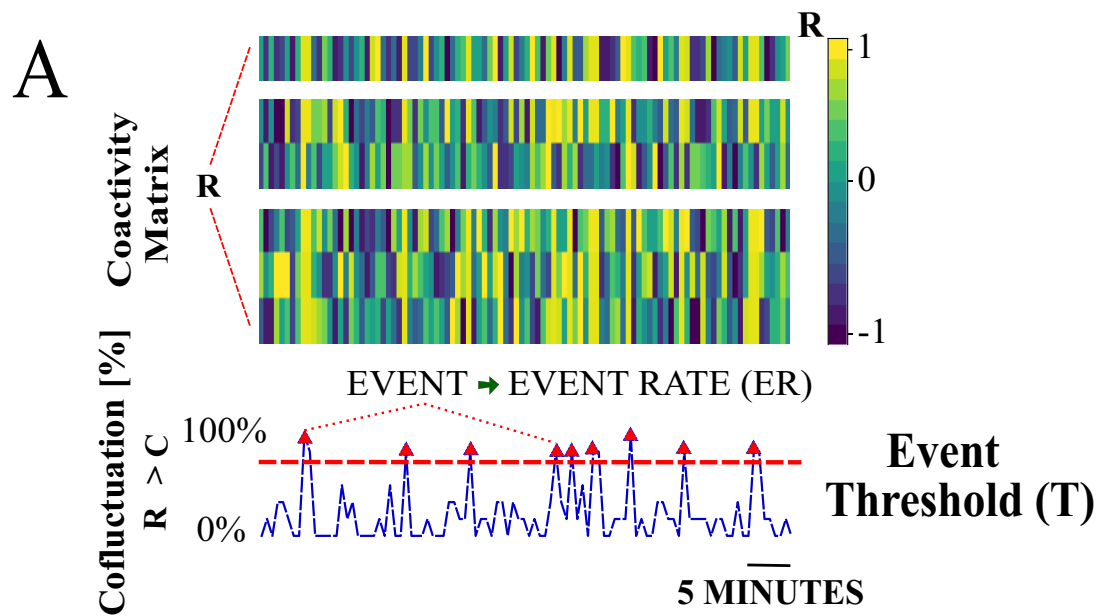 A
R
1
0
-1
Coactivity
Matrix
R
EVENT → EVENT RATE (ER)
Cofluctuation [%]
R > C
100%
0%
Event
Threshold (T)
5 MINUTES